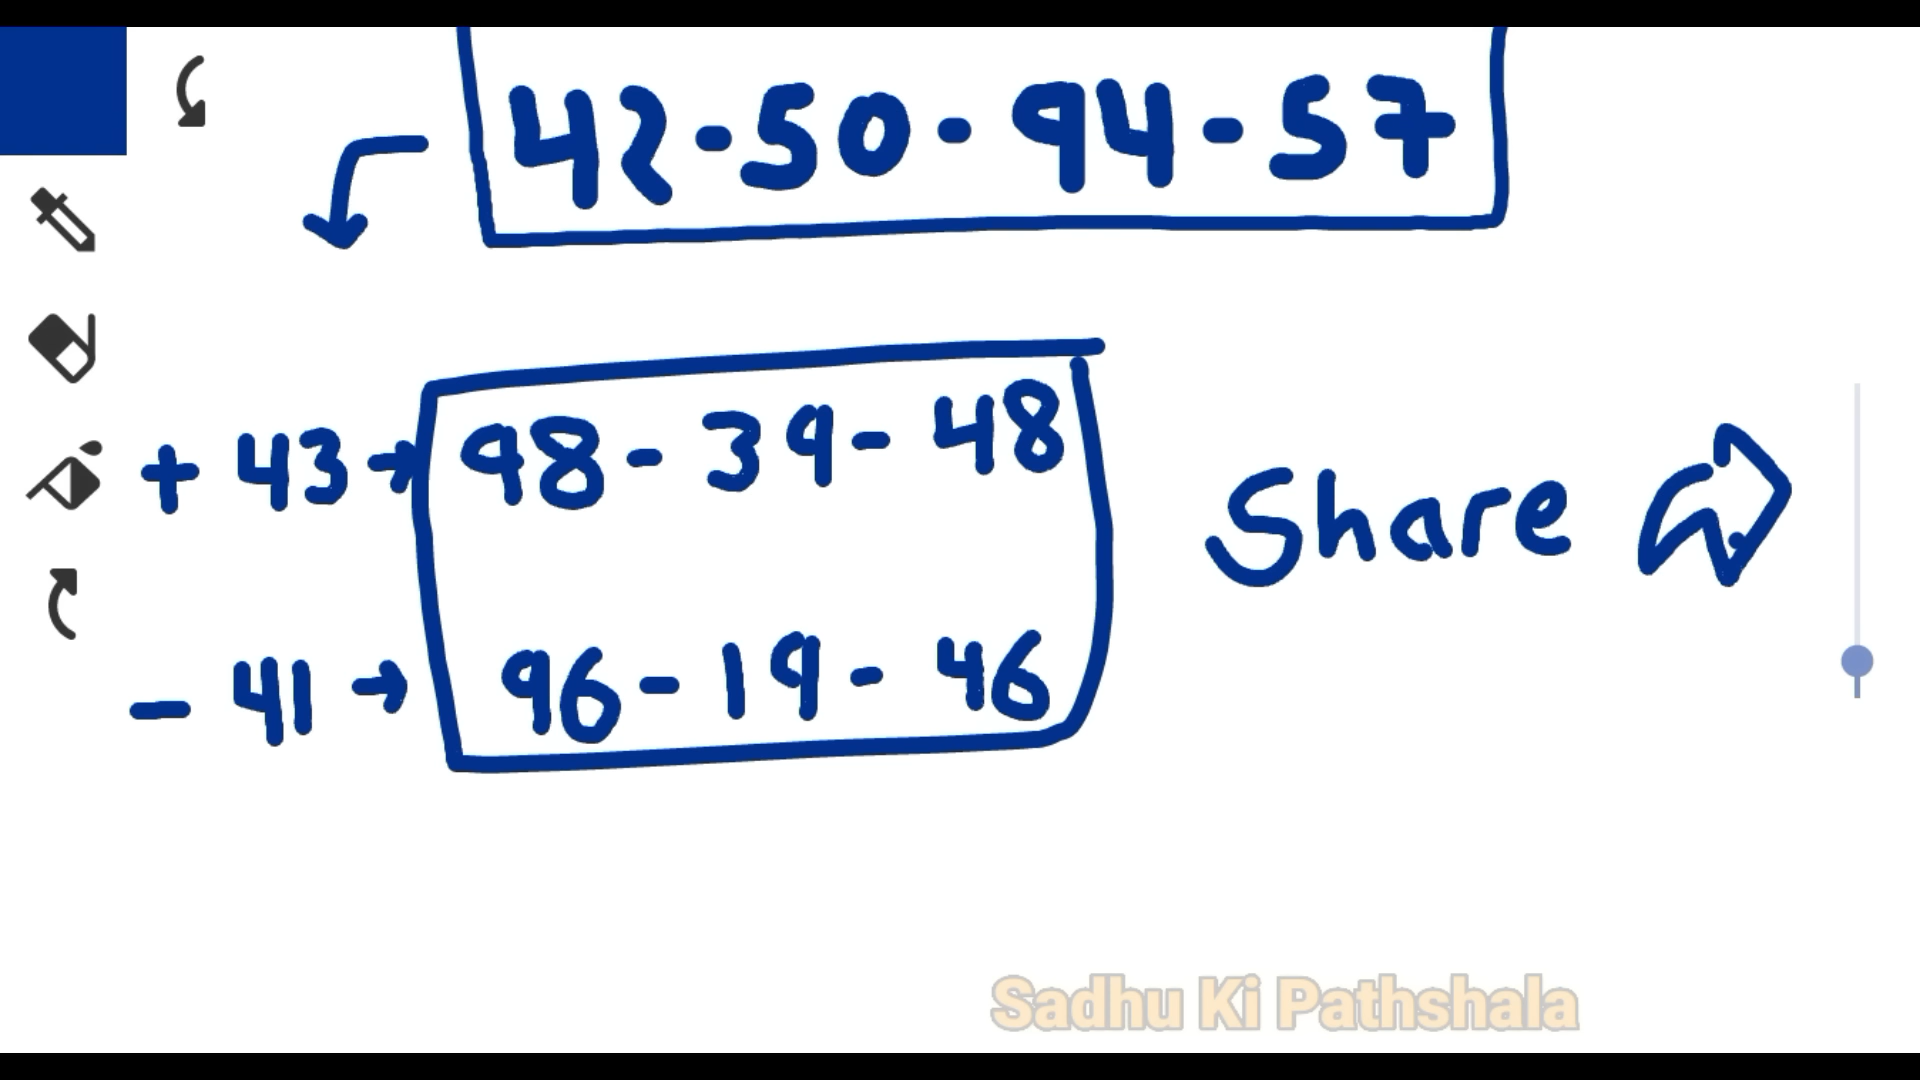 42-50-94-57
+ 43 → 98-39-48
Share
- 41 → 96-19-46
Sadhu Ki Pathshala